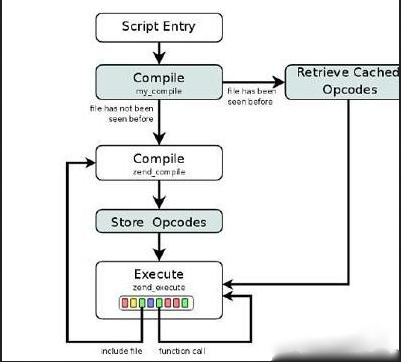 Script Entry
Compile
my_compile
Retrieve Cached
Opcodes
file has been
seen before
file has not been
seen before
Compile
zend_compile
Store Opcodes
Execute
zend_execute
include file
function call